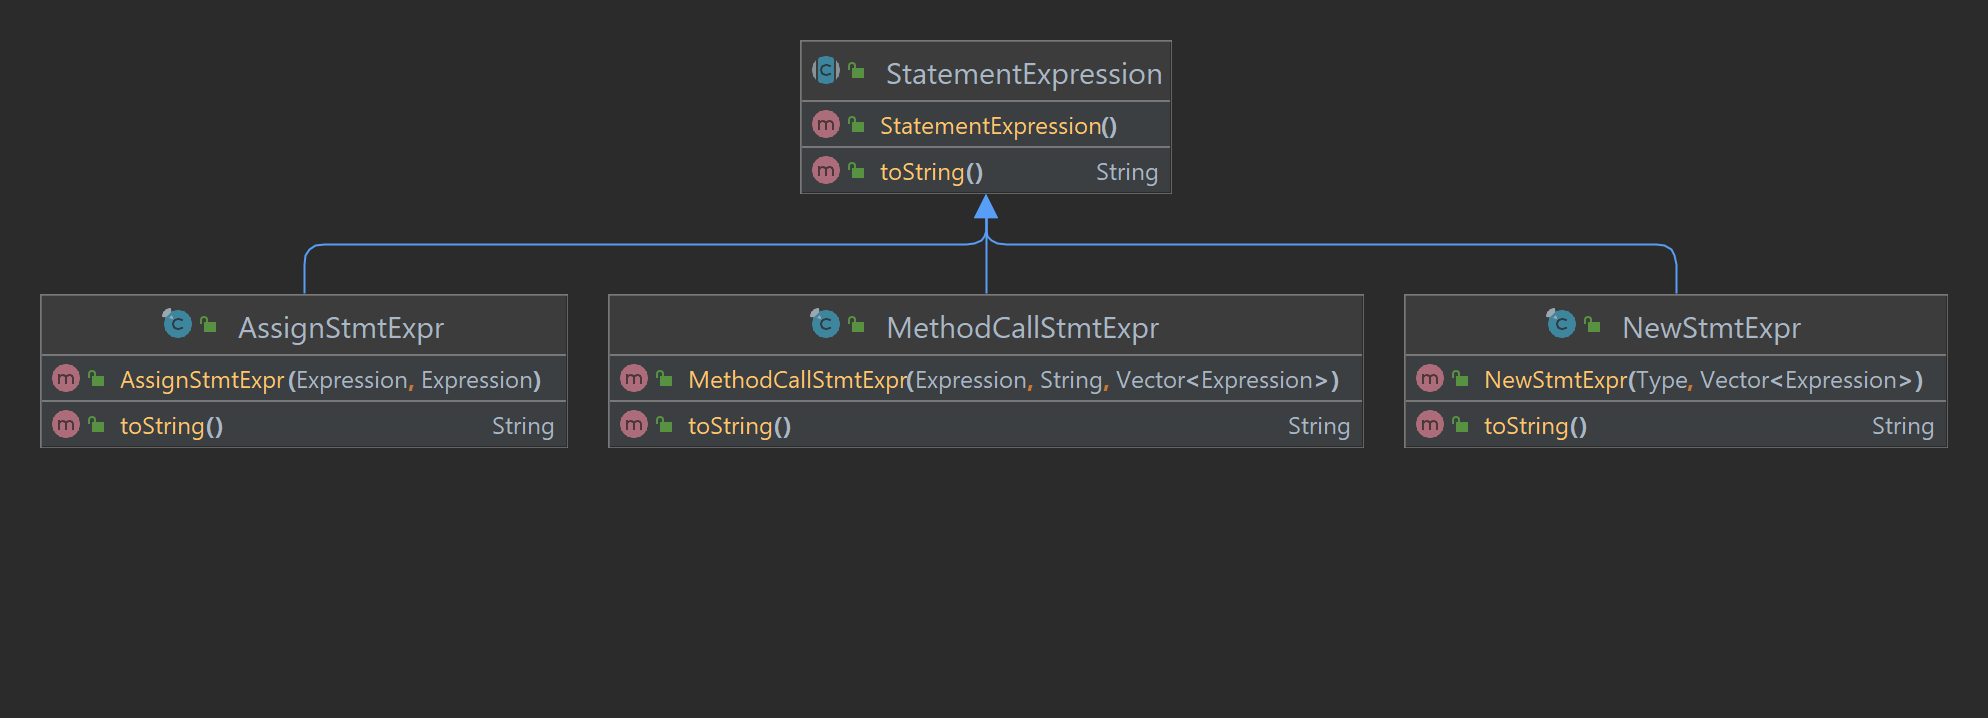 StatementExpression
StatementExpression()
toString() String
AssignStmtExpr
AssignStmtExpr(Expression, Expression)
toString() String
MethodCallStmtExpr
MethodCallStmtExpr(Expression, String, Vector<Expression>)
toString() String
NewStmtExpr
NewStmtExpr(Type, Vector<Expression>)
toString() String